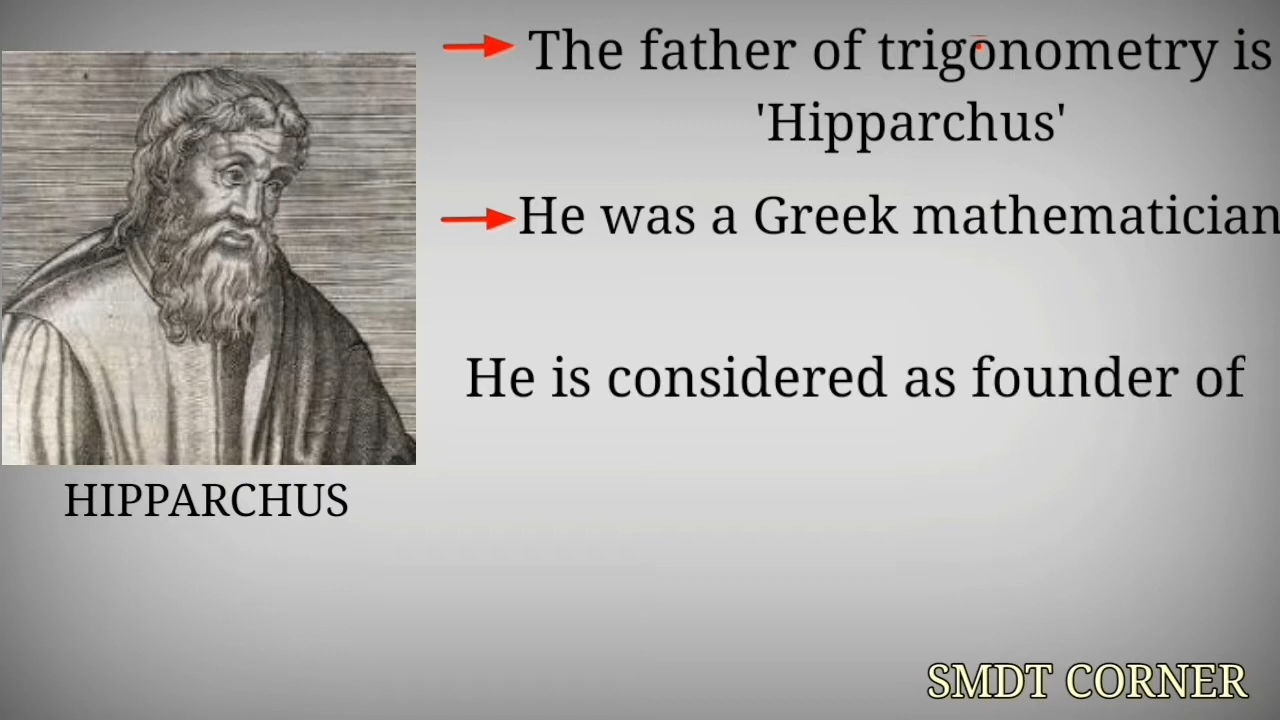 The father of trigonometry is
'Hipparchus'
He was a Greek mathematician
He is considered as founder of
HIPPARCHUS
SMDT CORNER